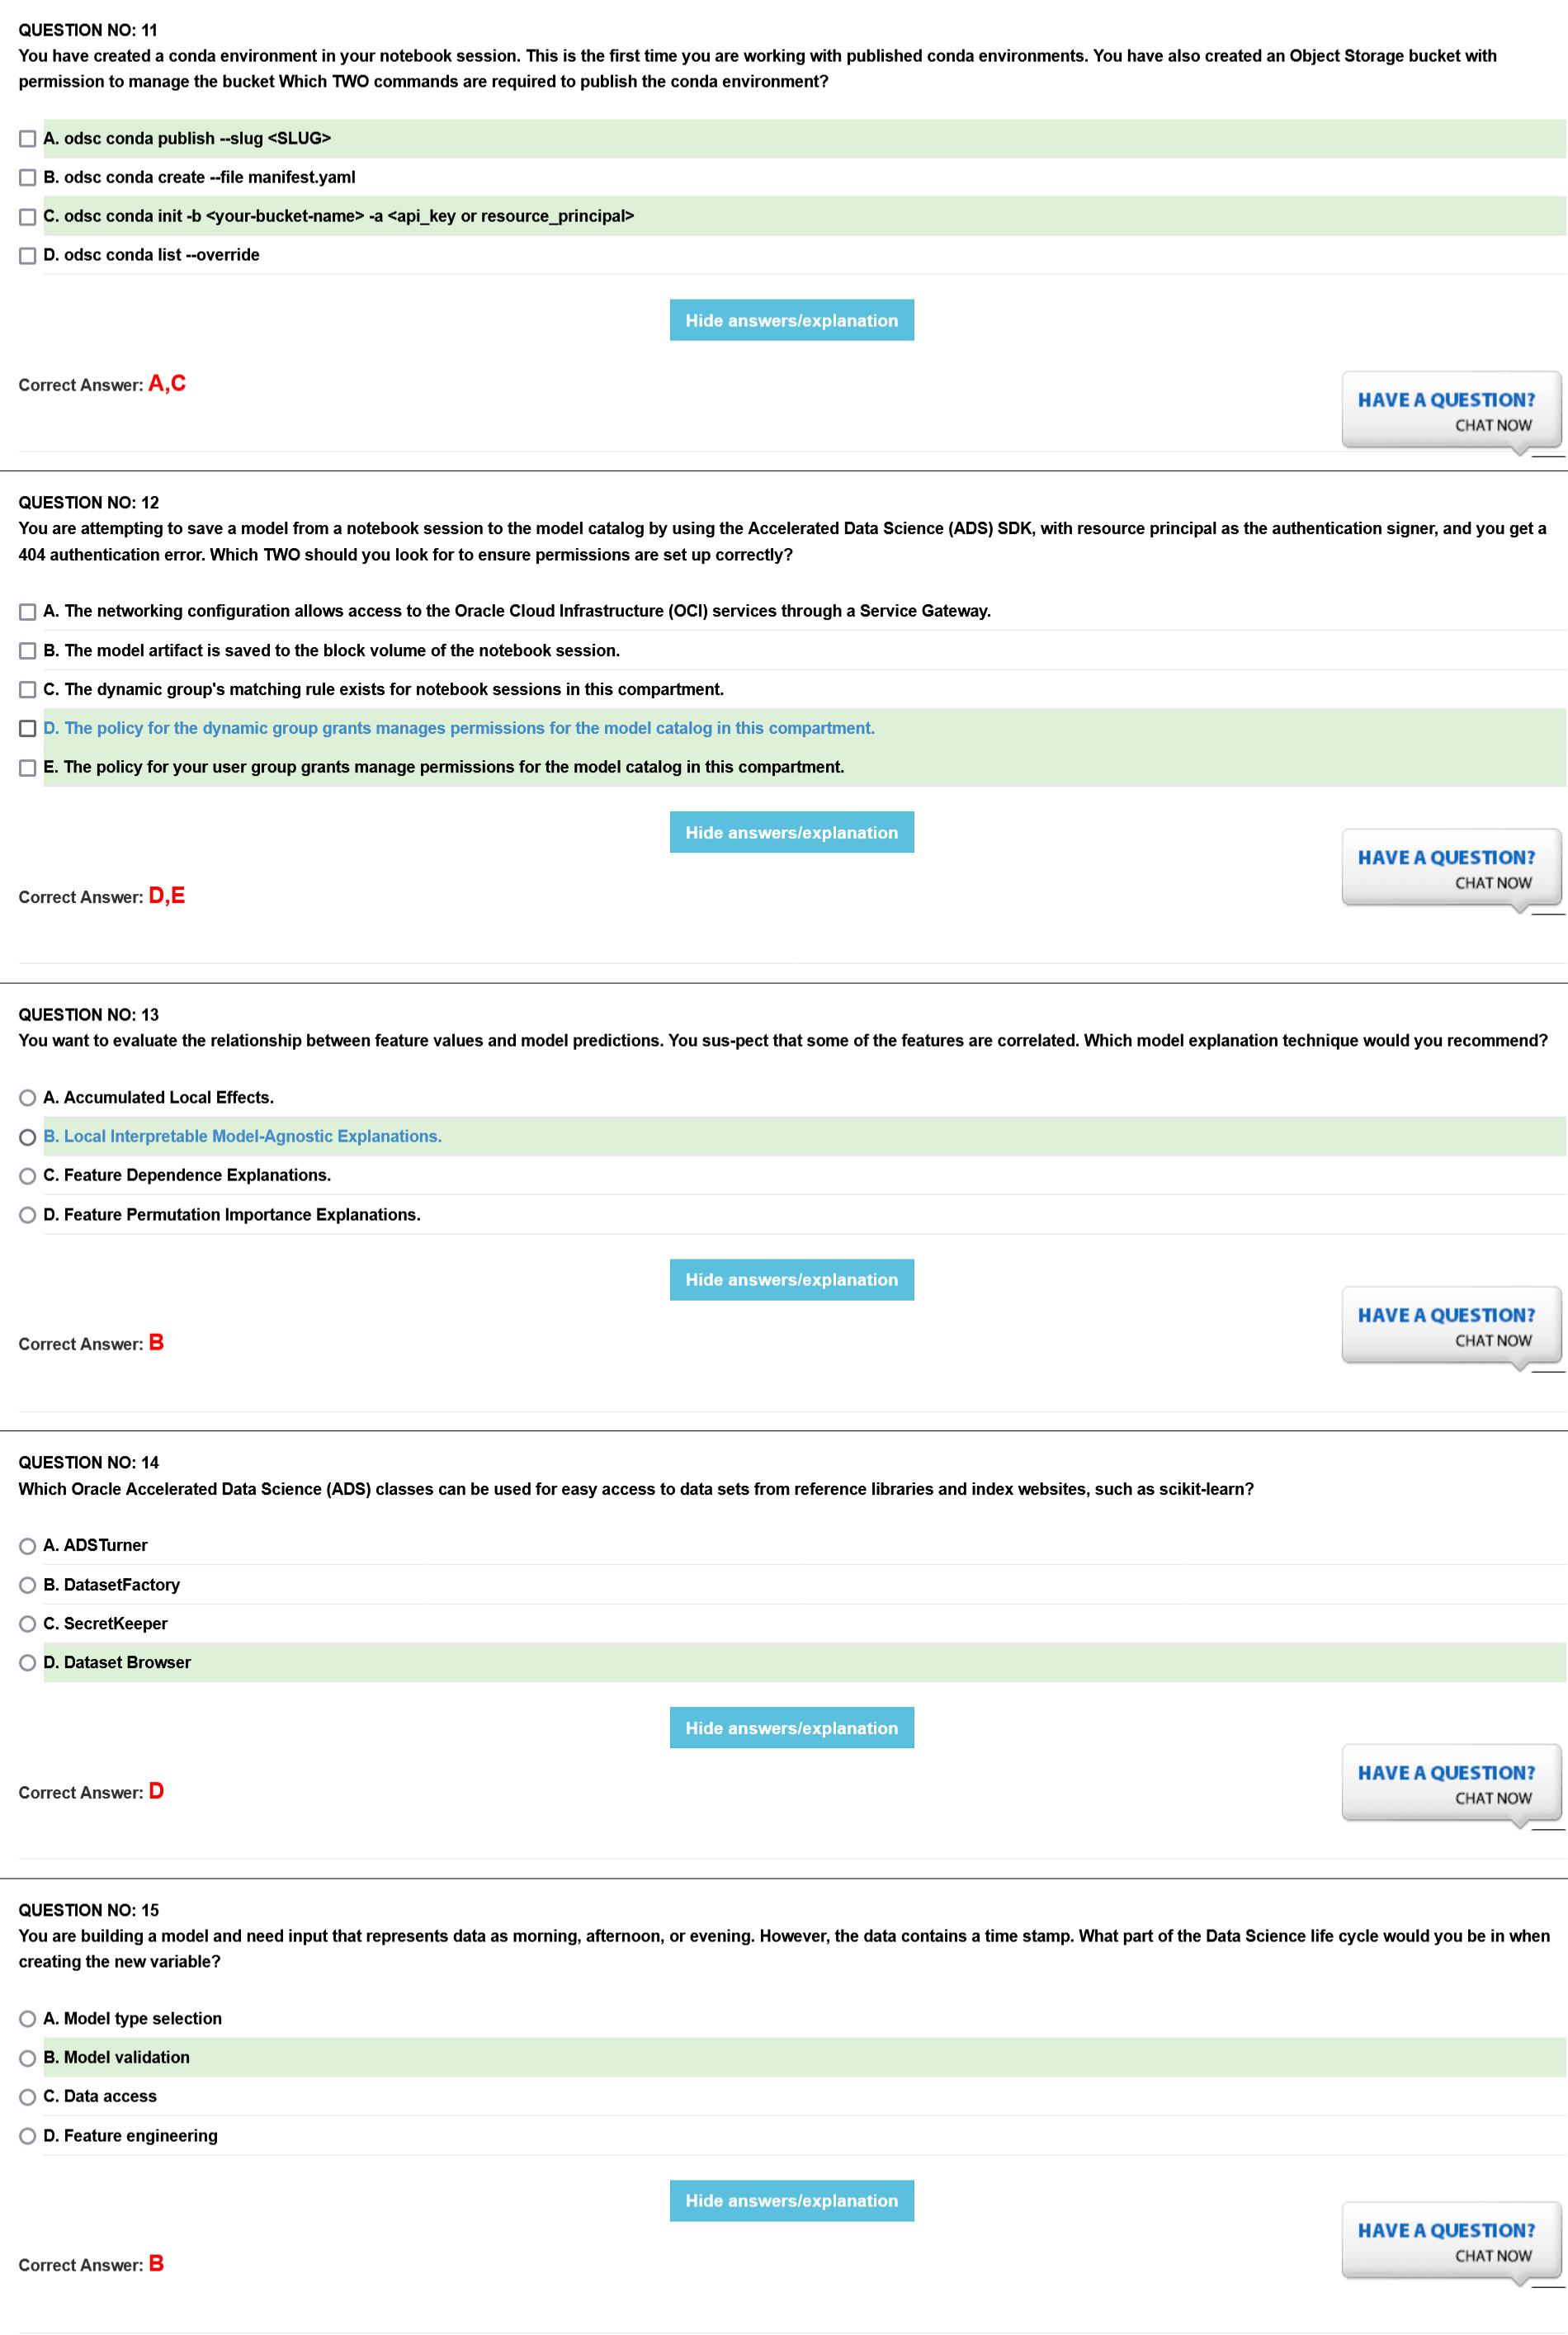 QUESTION NO: 11
You have created a conda environment in your notebook session. This is the first time you are working with published conda environments. You have also created an Object Storage bucket with
permission to manage the bucket Which TWO commands are required to publish the conda environment?
A. odsc conda publish --slug <SLUG>
B. odsc conda create --file manifest.yaml
C. odsc conda init -b <your-bucket-name> -a <api_key or resource_principal>
D. odsc conda list --override
Hide answers/explanation
Correct Answer: A,C
HAVE A QUESTION?
CHAT NOW
QUESTION NO: 12
You are attempting to save a model from a notebook session to the model catalog by using the Accelerated Data Science (ADS) SDK, with resource principal as the authentication signer, and you get a
404 authentication error. Which TWO should you look for to ensure permissions are set up correctly?
A. The networking configuration allows access to the Oracle Cloud Infrastructure (OCI) services through a Service Gateway.
B. The model artifact is saved to the block volume of the notebook session.
C. The dynamic group's matching rule exists for notebook sessions in this compartment.
D. The policy for the dynamic group grants manages permissions for the model catalog in this compartment.
E. The policy for your user group grants manage permissions for the model catalog in this compartment.
Hide answers/explanation
HAVE A QUESTION?
CHAT NOW
Correct Answer: D,E
QUESTION NO: 13
You want to evaluate the relationship between feature values and model predictions. You sus-pect that some of the features are correlated. Which model explanation technique would you recommend?
A. Accumulated Local Effects.
B. Local Interpretable Model-Agnostic Explanations.
C. Feature Dependence Explanations.
D. Feature Permutation Importance Explanations.
Hide answers/explanation
HAVE A QUESTION?
CHAT NOW
Correct Answer: B
QUESTION NO: 14
Which Oracle Accelerated Data Science (ADS) classes can be used for easy access to data sets from reference libraries and index websites, such as scikit-learn?
A. ADSTurner
B. DatasetFactory
C. SecretKeeper
D. Dataset Browser
Hide answers/explanation
HAVE A QUESTION?
CHAT NOW
Correct Answer: D
QUESTION NO: 15
You are building a model and need input that represents data as morning, afternoon, or evening. However, the data contains a time stamp. What part of the Data Science life cycle would you be in when
creating the new variable?
A. Model type selection
B. Model validation
C. Data access
D. Feature engineering
Hide answers/explanation
HAVE A QUESTION?
CHAT NOW
Correct Answer: B